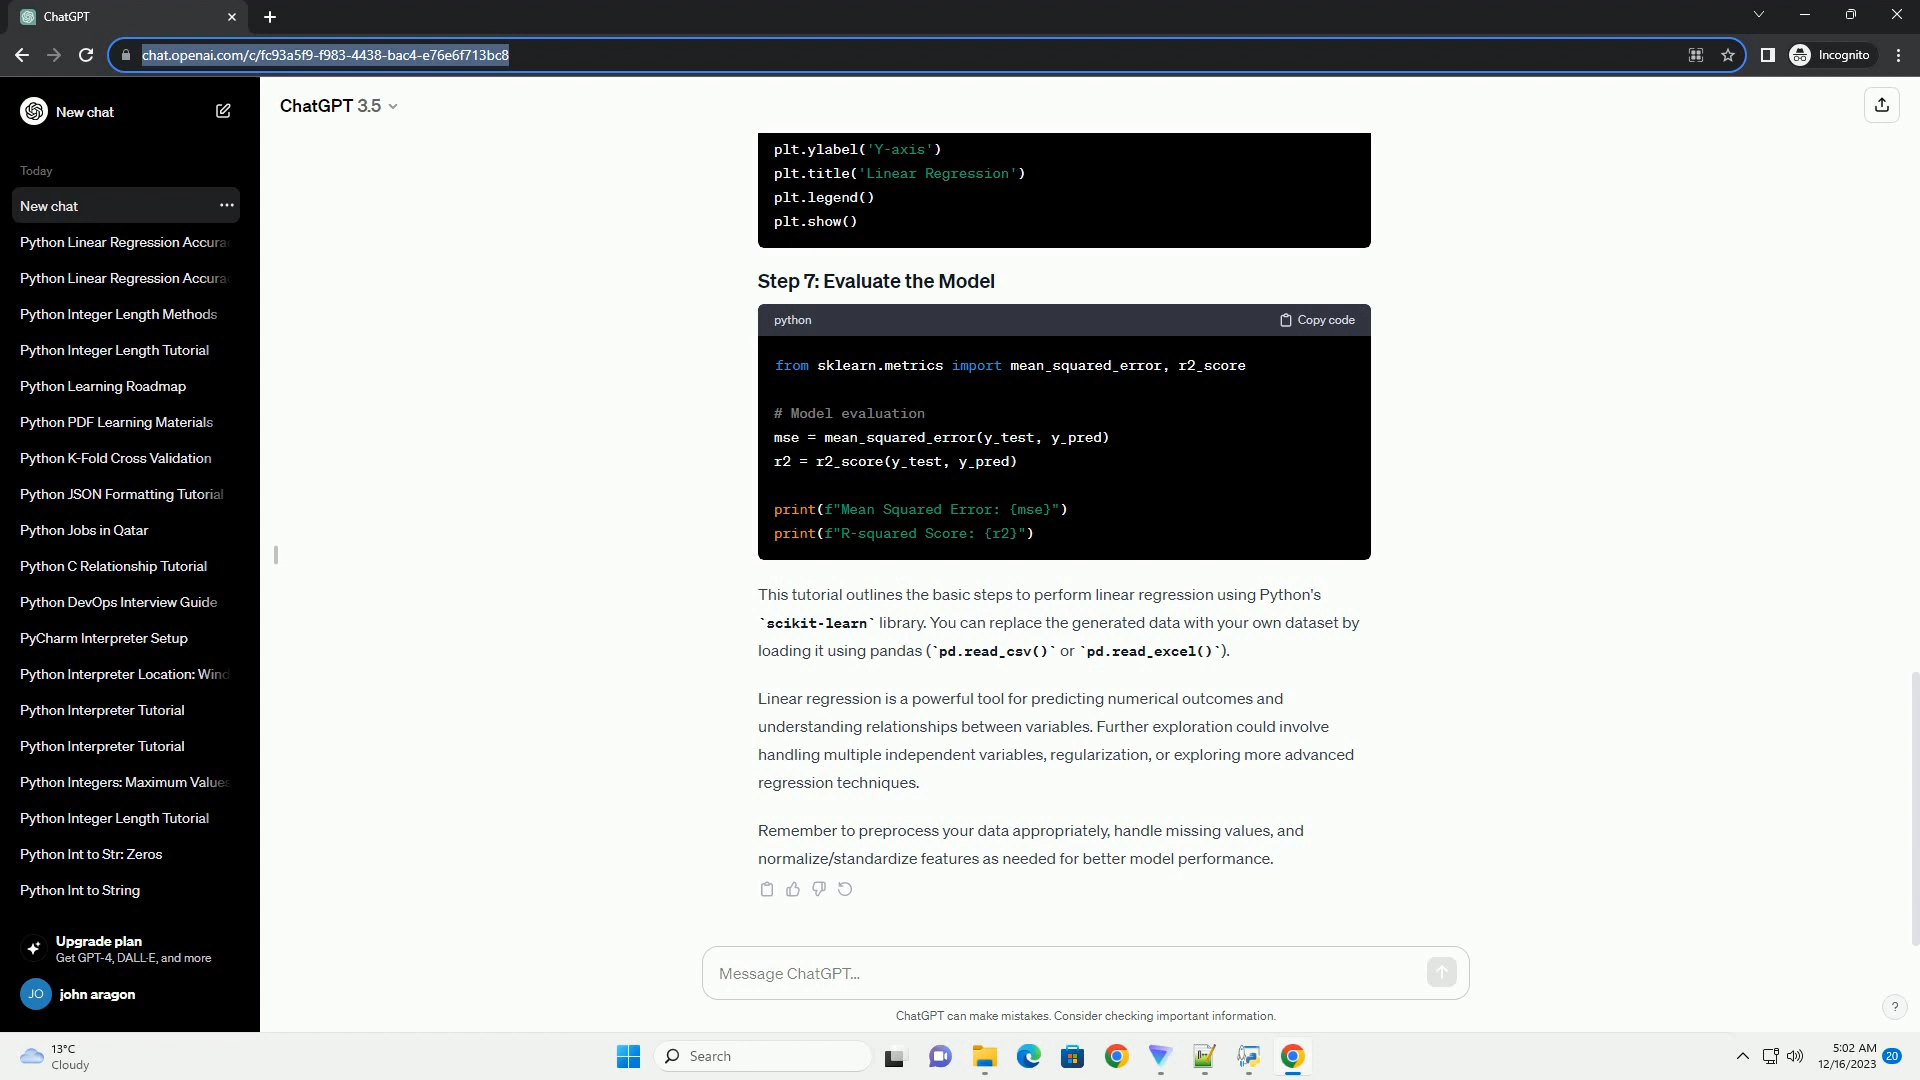 ChatGPT
chat.openai.com/c/fc93a5f9-f983-4438-bac4-e76e6f713bc8
Incognito
New chat
Today
New chat
Python Linear Regression Accura
Python Linear Regression Accura
Python Integer Length Methods
Python Integer Length Tutorial
Python Learning Roadmap
Python PDF Learning Materials
Python K-Fold Cross Validation
Python JSON Formatting Tutorial
Python Jobs in Qatar
Python C Relationship Tutorial
Python DevOps Interview Guide
PyCharm Interpreter Setup
Python Interpreter Location: Wind
Python Interpreter Tutorial
Python Interpreter Tutorial
Python Integers: Maximum Values
Python Integer Length Tutorial
Python Int to Str: Zeros
Python Int to String
Upgrade plan
Get GPT-4, DALL·E, and more
JO john aragon
ChatGPT 3.5
plt.ylabel('Y-axis')
plt.title('Linear Regression')
plt.legend()
plt.show()
Step 7: Evaluate the Model
python Copy code
from sklearn.metrics import mean_squared_error, r2_score
# Model evaluation
mse = mean_squared_error(y_test, y_pred)
r2 = r2_score(y_test, y_pred)
print(f"Mean Squared Error: {mse}")
print(f"R-squared Score: {r2}")
This tutorial outlines the basic steps to perform linear regression using Python's
`scikit-learn` library. You can replace the generated data with your own dataset by
loading it using pandas (`pd.read_csv()` or `pd.read_excel()`).
Linear regression is a powerful tool for predicting numerical outcomes and
understanding relationships between variables. Further exploration could involve
handling multiple independent variables, regularization, or exploring more advanced
regression techniques.
Remember to preprocess your data appropriately, handle missing values, and
normalize/standardize features as needed for better model performance.
Message ChatGPT...
ChatGPT can make mistakes. Consider checking important information.
?
13°C
Cloudy
Search
5:02 AM
12/16/2023
20